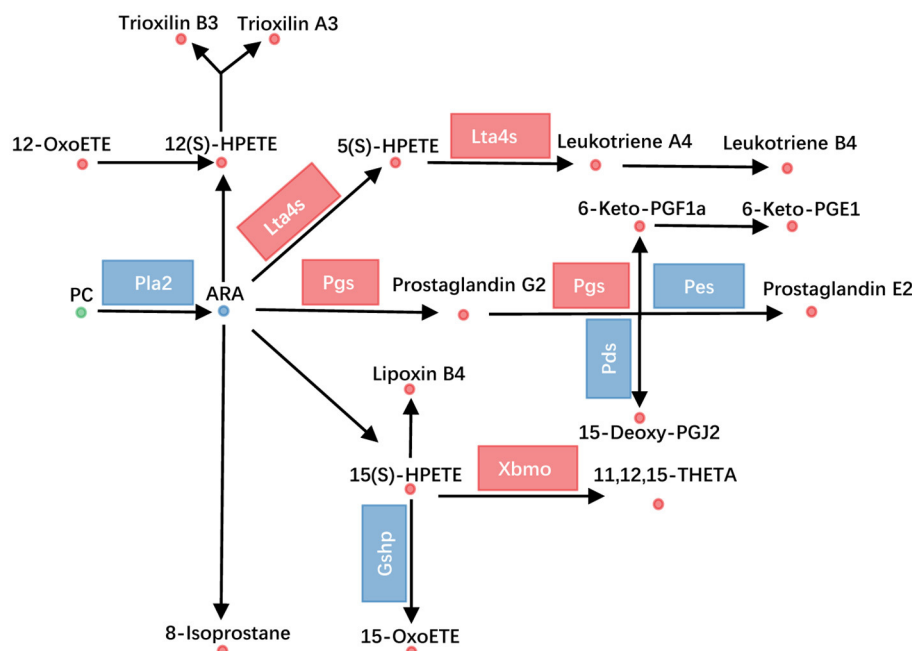 Trioxilin B3
Trioxilin A3
12-OxoETE
12(S)-HPETE
5(S)-HPETE
Lta4s
Leukotriene A4
Leukotriene B4
Lta4s
6-Keto-PGF1a
6-Keto-PGE1
PC
Pla2
ARA
Pgs
Prostaglandin G2
Pgs
Pes
Prostaglandin E2
Pds
Lipoxin B4
15-Deoxy-PGJ2
15(S)-HPETE
Xbmo
11,12,15-THETA
Gshp
8-Isoprostane
15-OxoETE